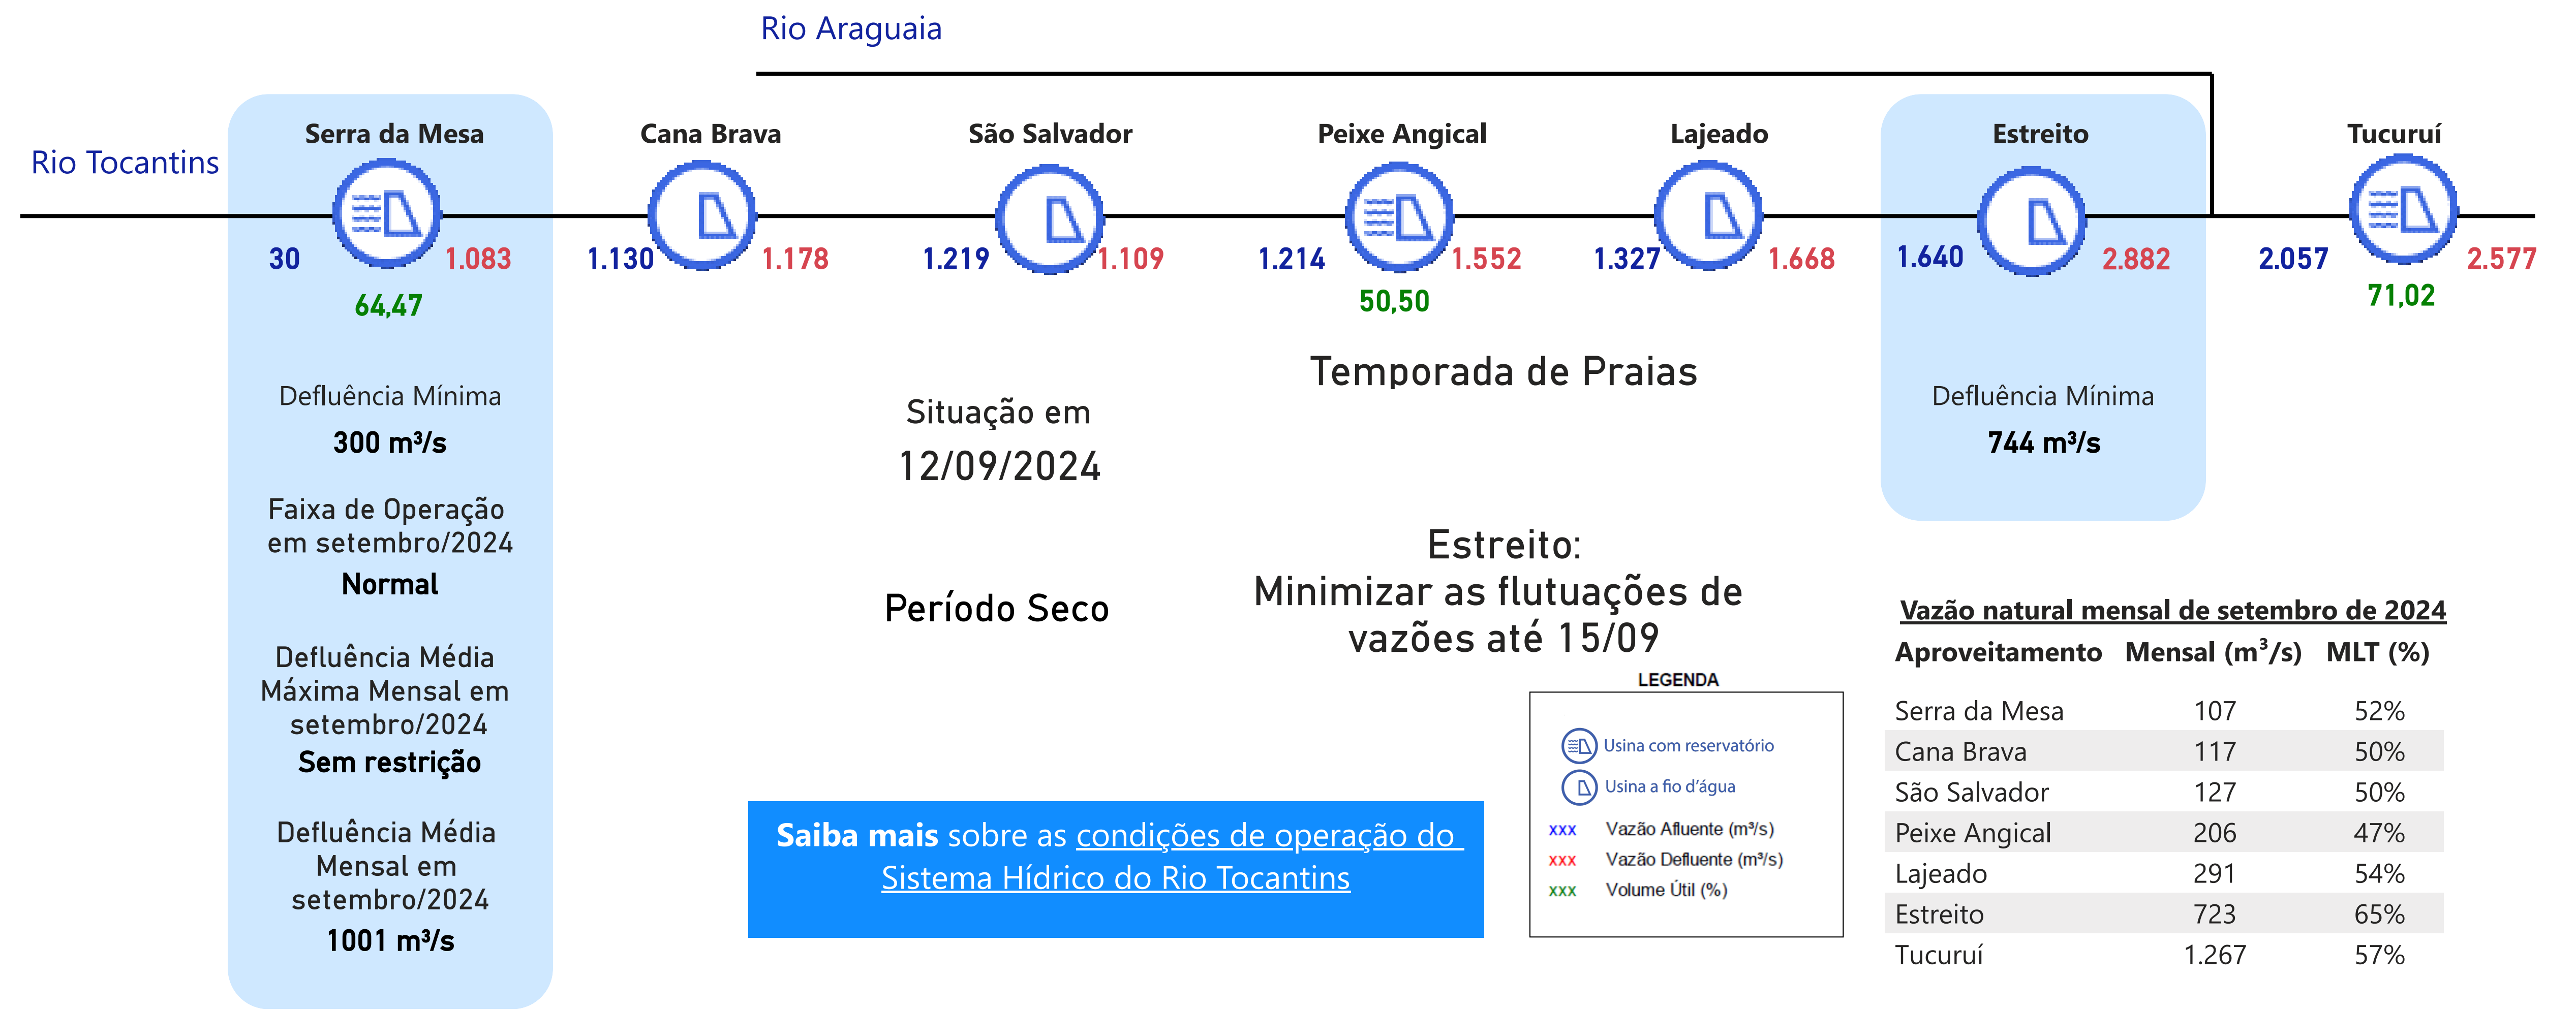 Rio Araguaia
Rio Tocantins
Serra da Mesa
Cana Brava
São Salvador
Peixe Angical
Lajeado
Estreito
Tucuruí
30 1.083
1.130 1.178
1.219 1.109
1.214 1.552
1.327 1.668
1.640 2.882
2.057 2.577
64,47
50,50
71,02
Defluência Mínima
300 m³/s
Faixa de Operação
em setembro/2024
Normal
Defluência Média
Máxima Mensal em
setembro/2024
Sem restrição
Defluência Média
Mensal em
setembro/2024
1001 m³/s
Situação em
12/09/2024
Período Seco
Temporada de Praias
Estreito:
Minimizar as flutuações de
vazões até 15/09
Defluência Mínima
744 m³/s
Saiba mais sobre as condições de operação do
Sistema Hídrico do Rio Tocantins
LEGENDA
Usina com reservatório
Usina a fio d'água
xxx Vazão Afluente (m³/s)
xxx Vazão Defluente (m³/s)
xxx Volume Útil (%)
Vazão natural mensal de setembro de 2024
Aproveitamento Mensal (m³/s) MLT (%)
Serra da Mesa 107 52%
Cana Brava 117 50%
São Salvador 127 50%
Peixe Angical 206 47%
Lajeado 291 54%
Estreito 723 65%
Tucuruí 1.267 57%